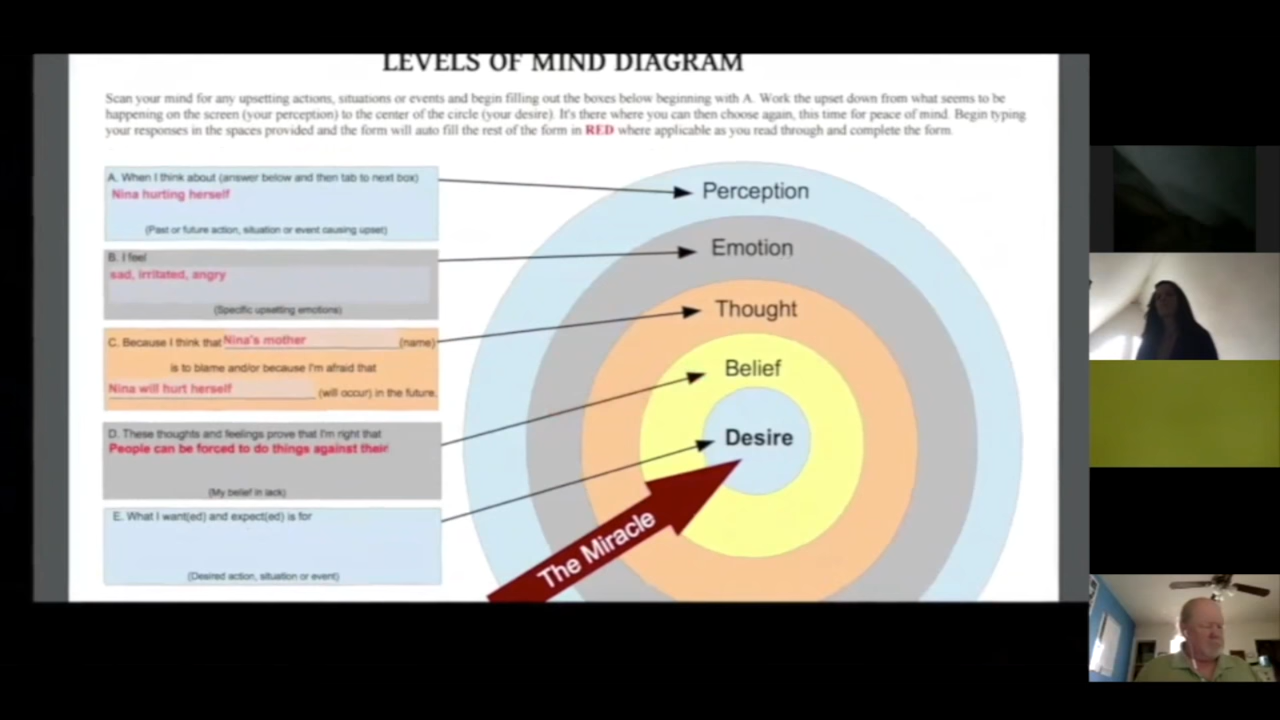 LEVELS OF MIND DIAGRAM
Scan your mind for any upsetting actions, situations or events and begin filling out the boxes below beginning with A. Work the upset down from what seems to be
happening on the screen (your perception) to the center of the circle (your desire). It's there where you can then choose again, this time for peace of mind. Begin typing
your responses in the spaces provided and the form will auto fill the rest of the form in RED where applicable as you read through and complete the form.
A. When I think about (answer below and then tab to next box)
Nina hurting herself
(Past or future action, situation or event causing upset)
B. I feel
sad, irritated, angry
(Specific upsetting emotions)
C. Because I think that Nina's mother (name)
is to blame and/or because I'm afraid that
Nina will hurt herself (will occur) in the future.
D. These thoughts and feelings prove that I'm right that
People can be forced to do things against their
(My belief in lack)
E. What I want(ed) and expect(ed) is for
(Desired action, situation or event)
Perception
Emotion
Thought
Belief
Desire
The Miracle